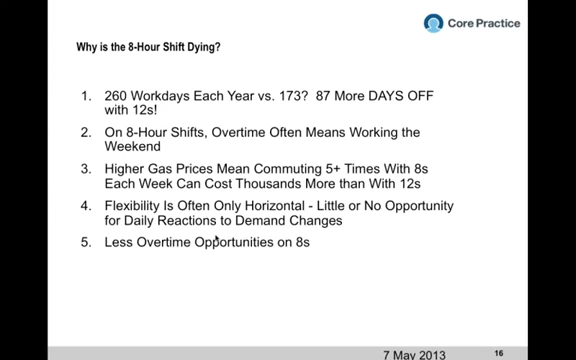 Core Practice
Why is the 8-Hour Shift Dying?
1. 260 Workdays Each Year vs. 173? 87 More DAYS OFF
with 12s!
2. On 8-Hour Shifts, Overtime Often Means Working the
Weekend
3. Higher Gas Prices Mean Commuting 5+ Times With 8s
Each Week Can Cost Thousands More than With 12s
4. Flexibility Is Often Only Horizontal - Little or No Opportunity
for Daily Reactions to Demand Changes
5. Less Overtime Opportunities on 8s
7 May 2013 16